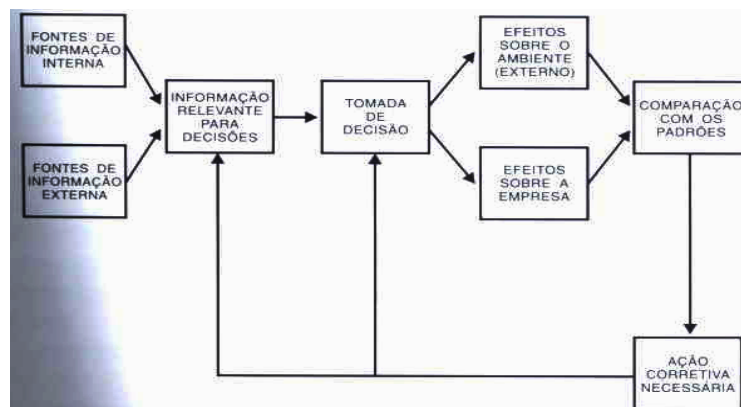 FONTES DE
INFORMAÇÃO
INTERNA
FONTES DE
INFORMAÇÃO
EXTERNA
INFORMAÇÃO
RELEVANTE
PARA
DECISÕES
TOMADA
DE
DECISÃO
EFEITOS
SOBRE O
AMBIENTE
(EXTERNO)
EFEITOS
SOBRE A
EMPRESA
COMPARAÇÃO
COM OS
PADRÕES
AÇÃO
CORRETIVA
NECESSÁRIA